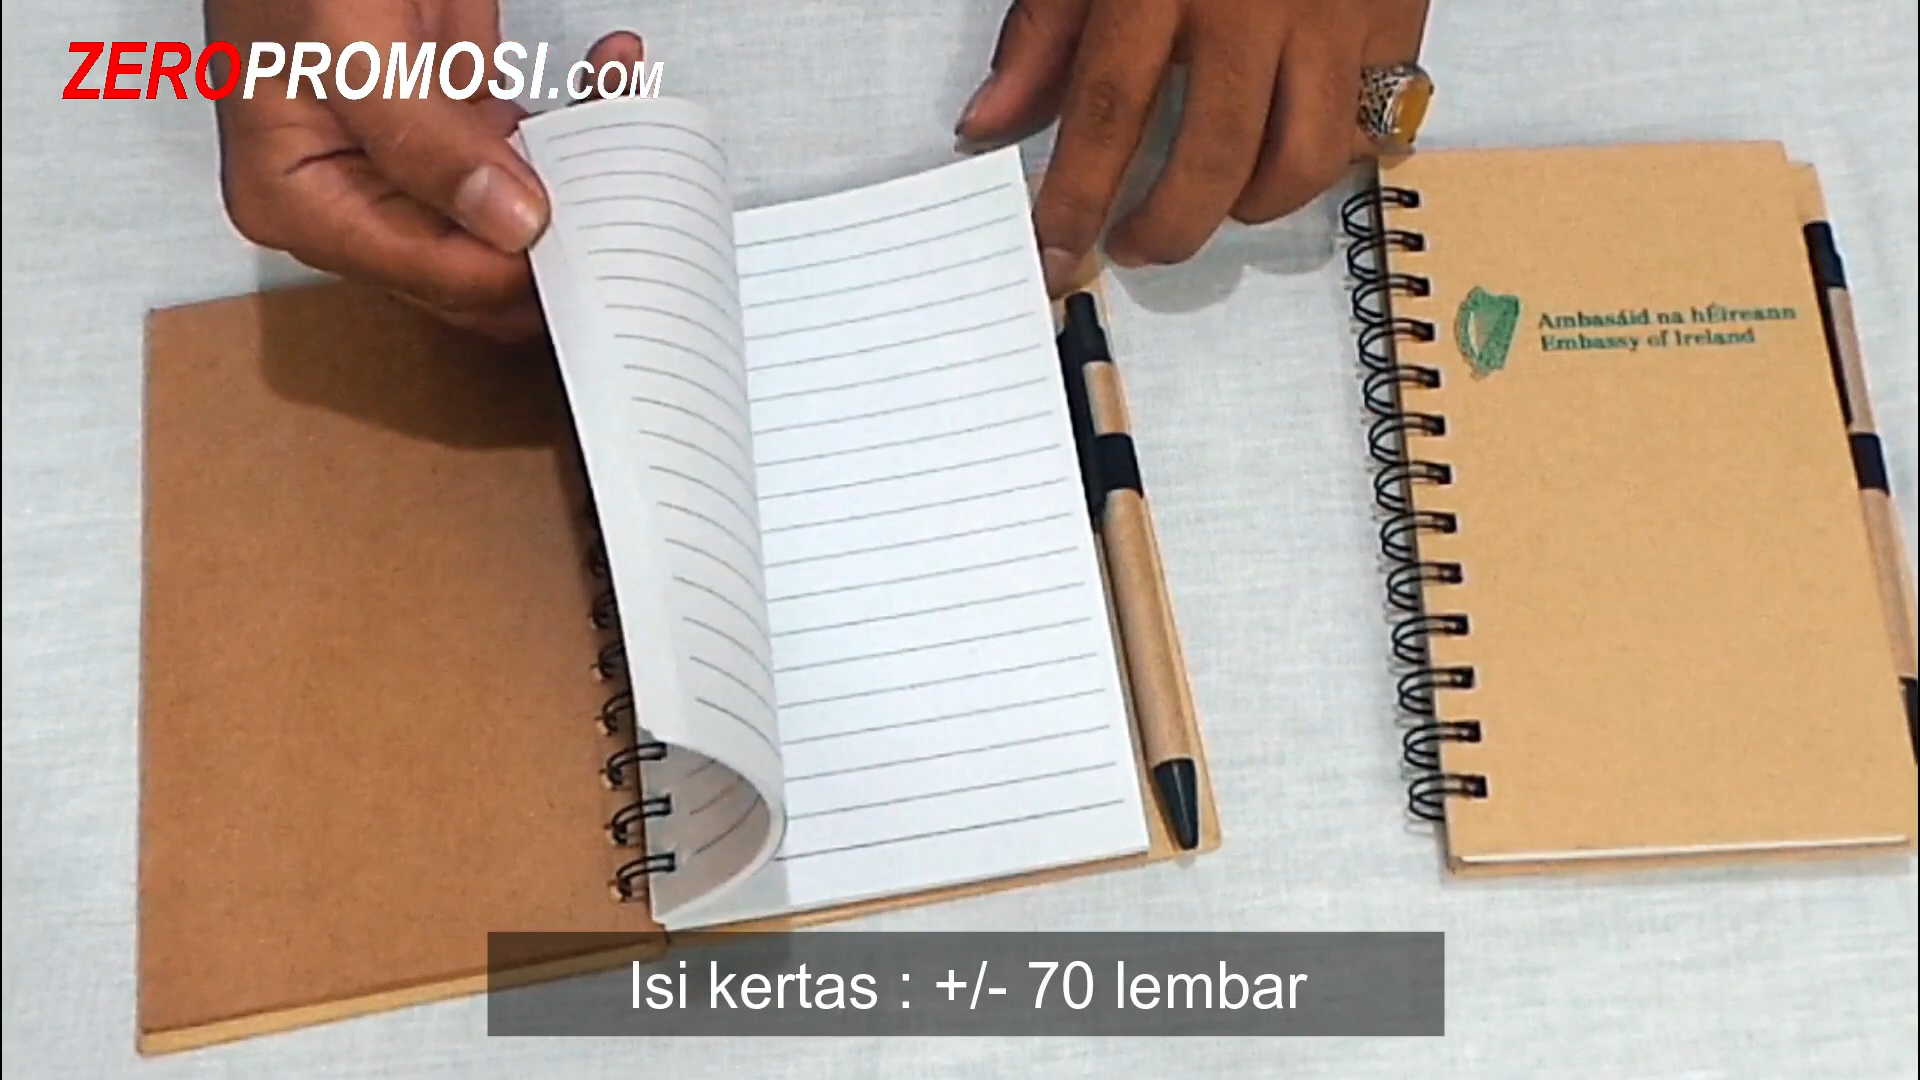 ZEROPROMOSI.COM
Ambasáid na hÉireann
Embassy of Ireland
Isi kertas : +/- 70 lembar